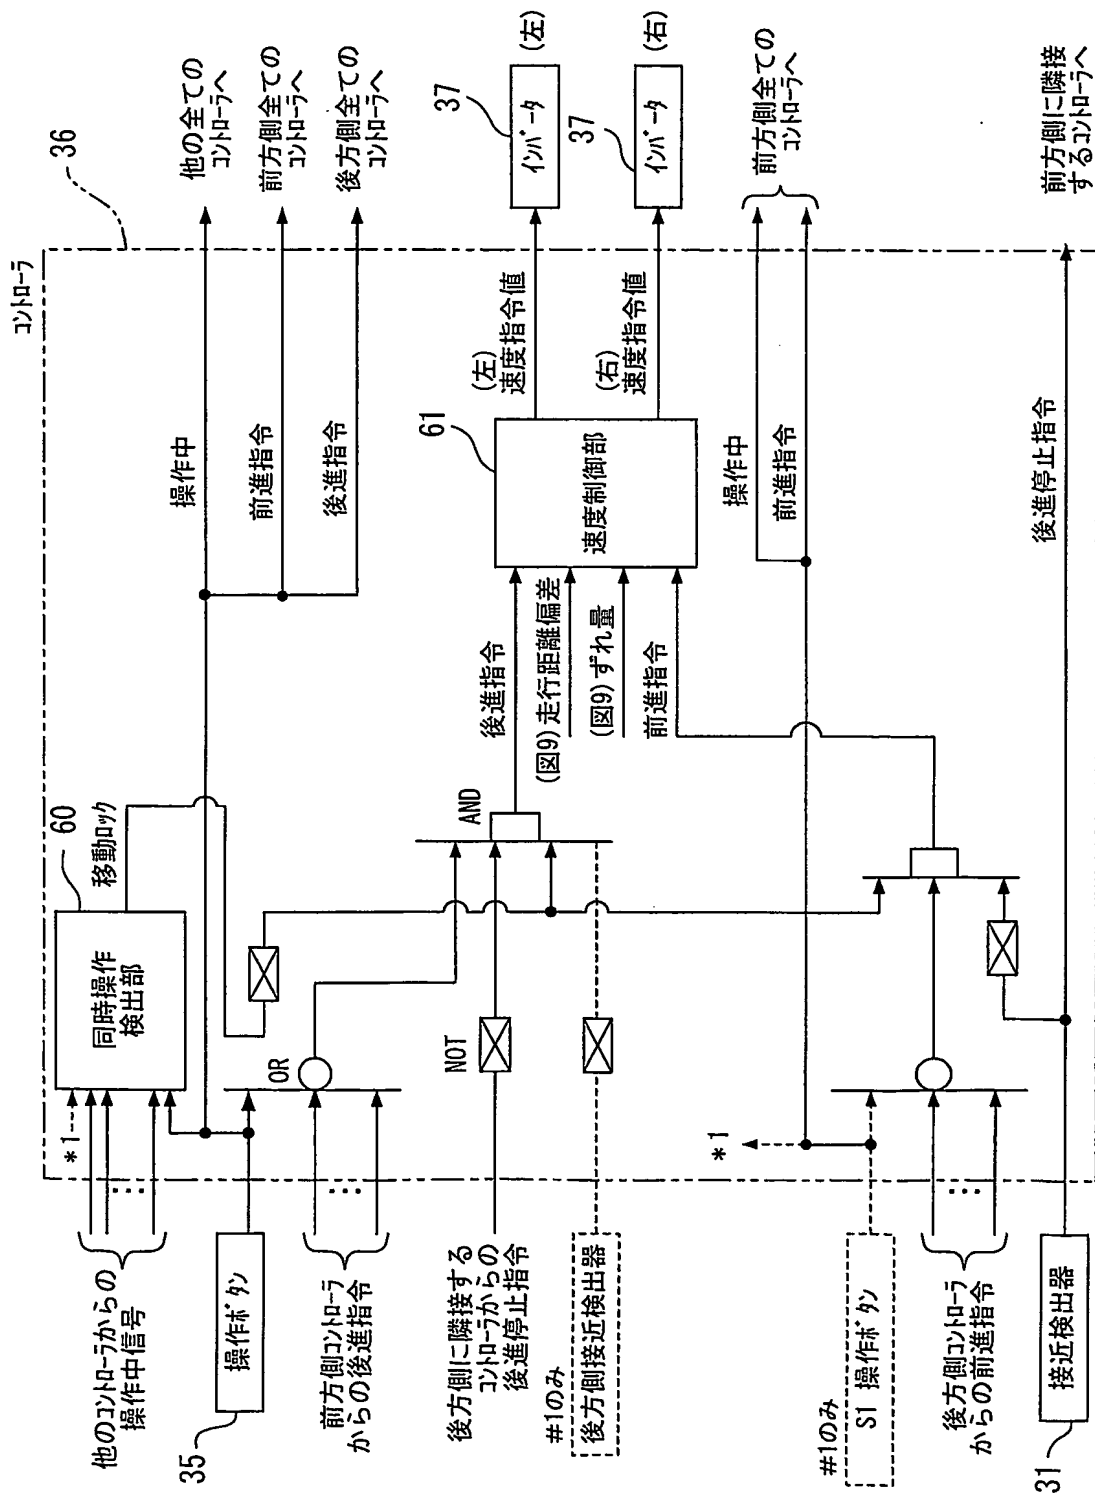 コントローラ
36
60
同時操作
検出部
移動ロック
*1
他のコントローラからの
操作中信号
操作ボタン
35
OR
前方側コントローラ
からの後進指令
操作中
前進指令
後進指令
他の全ての
コントローラへ
前方側全ての
コントローラへ
後方側全ての
コントローラへ
後方側に隣接する
コントローラからの
後進停止指令
NOT
#1のみ
後方側接近検出器
AND
後進指令
(図9)走行距離偏差
(図9)ずれ量
前進指令
61
速度制御部
(左)
速度指令値
(右)
速度指令値
37
インバータ
(左)
37
インバータ
(右)
*1
#1のみ
S1 操作ボタン
後方側コントローラ
からの前進指令
操作中
前進指令
前方側全ての
コントローラへ
接近検出器
31
後進停止指令
前方側に隣接
するコントローラへ